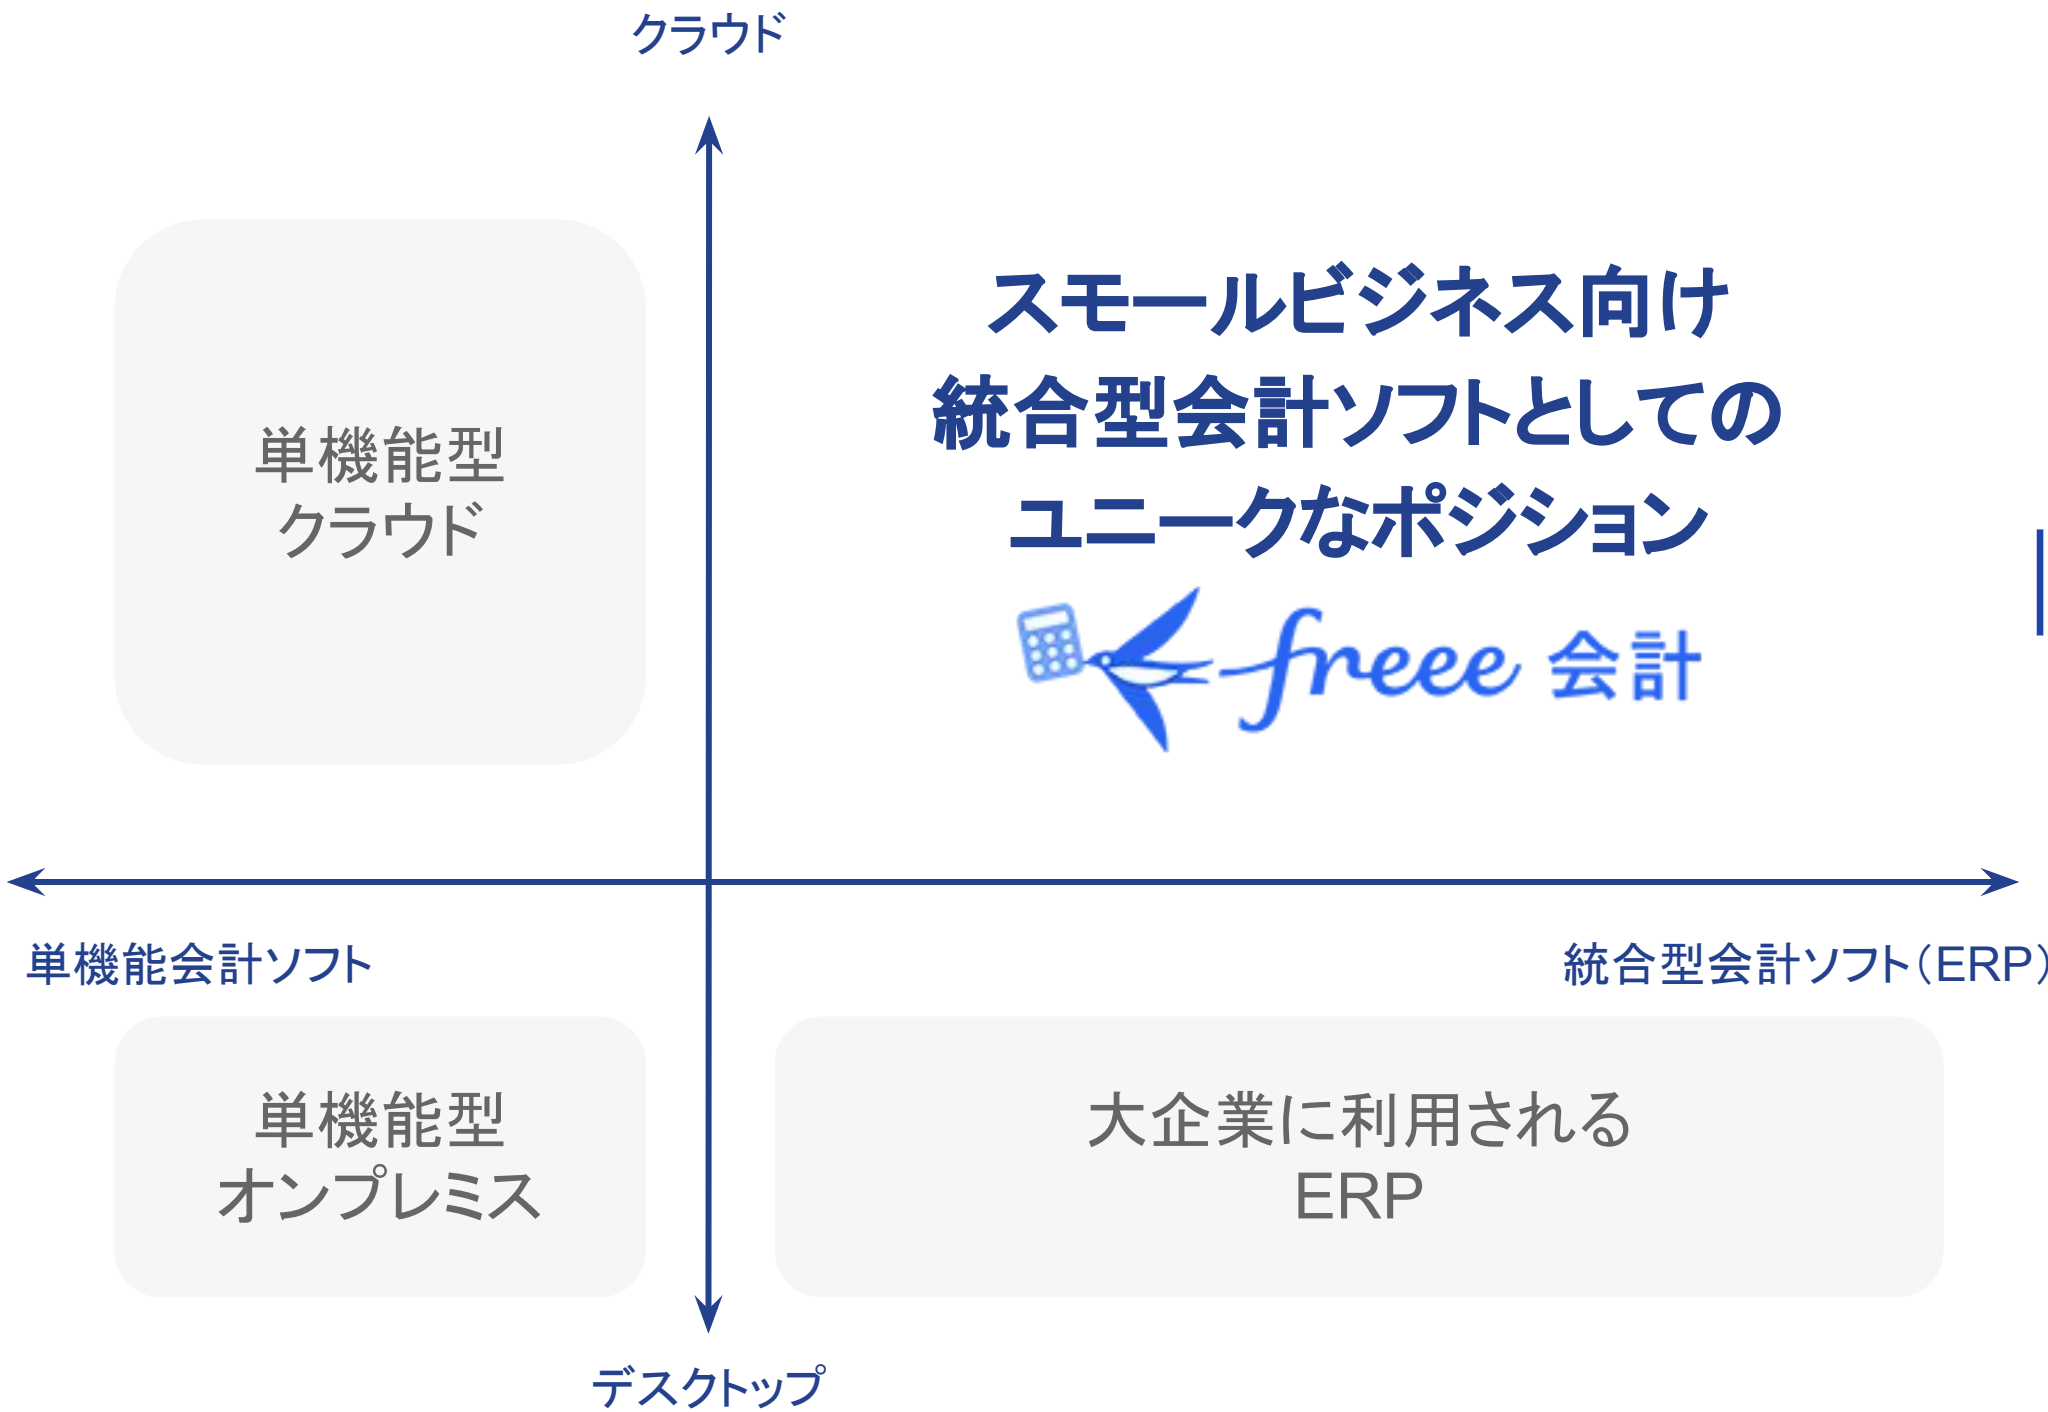 クラウド
単機能型
クラウド
スモールビジネス向け
統合型会計ソフトとしての
ユニークなポジション
freee 会計
単機能会計ソフト
統合型会計ソフト（ERP）
単機能型
オンプレミス
大企業に利用される
ERP
デスクトップ